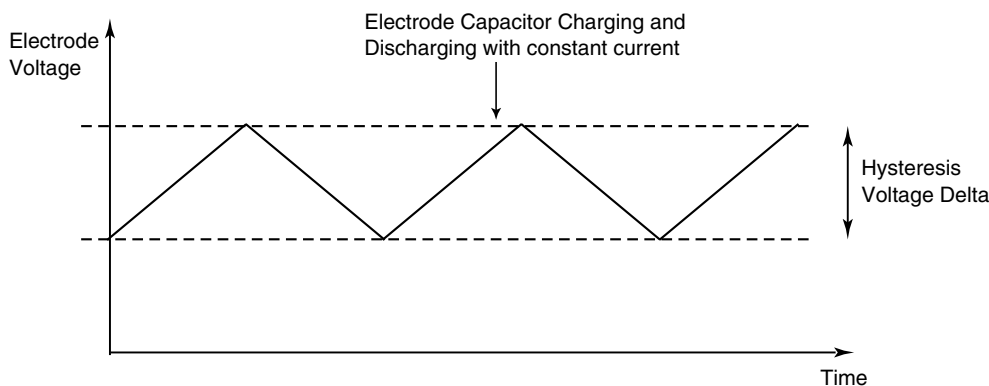 Electrode Capacitor Charging and
Discharging with constant current
Electrode
Voltage
Hysteresis
Voltage Delta
Time